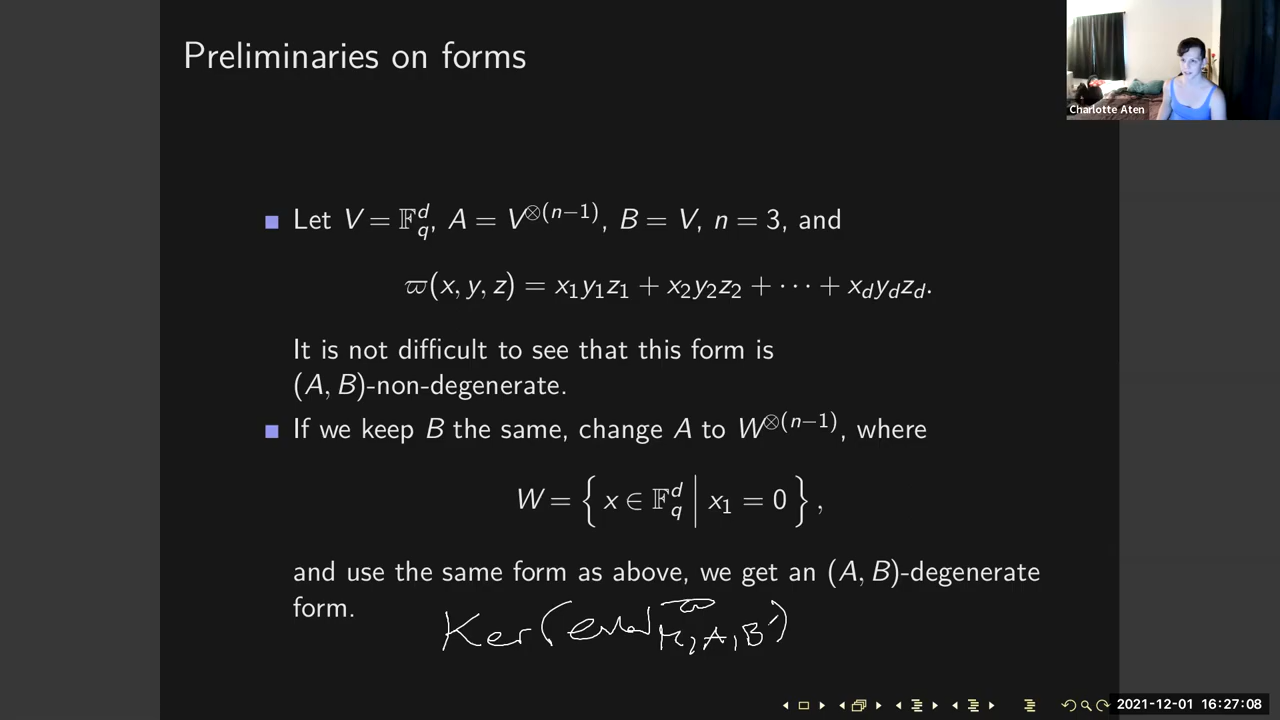 Preliminaries on forms
Charlotte Aten
Let V = 𝔽_q^d, A = V^{⊗(n−1)}, B = V, n = 3, and
ϖ(x, y, z) = x_1y_1z_1 + x_2y_2z_2 + ⋯ + x_dy_dz_d.
It is not difficult to see that this form is
(A, B)-non-degenerate.
If we keep B the same, change A to W^{⊗(n−1)}, where
W = { x ∈ 𝔽_q^d | x_1 = 0 },
and use the same form as above, we get an (A, B)-degenerate
form.
Ker(
2021-12-01 16:27:08